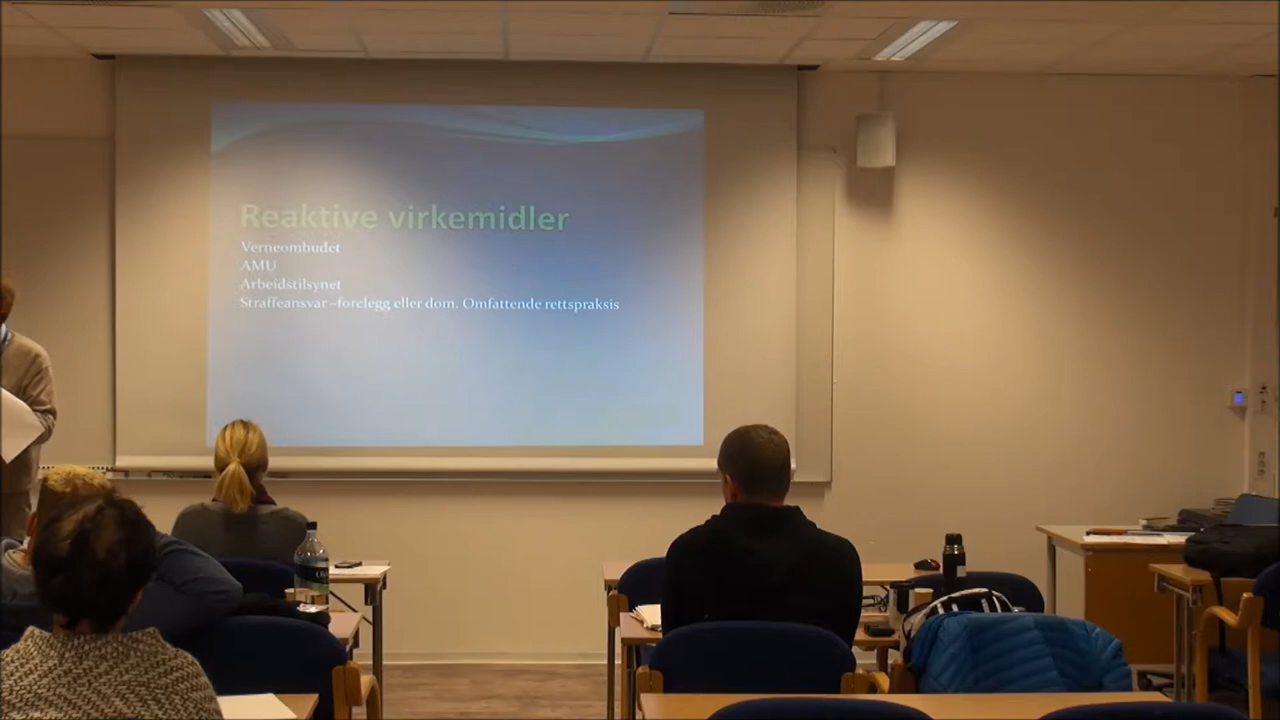 Reaktive virkemidler
Verneombudet
AMU
Arbeidstilsynet
Straffeansvar –forelegg eller dom. Omfattende rettspraksis